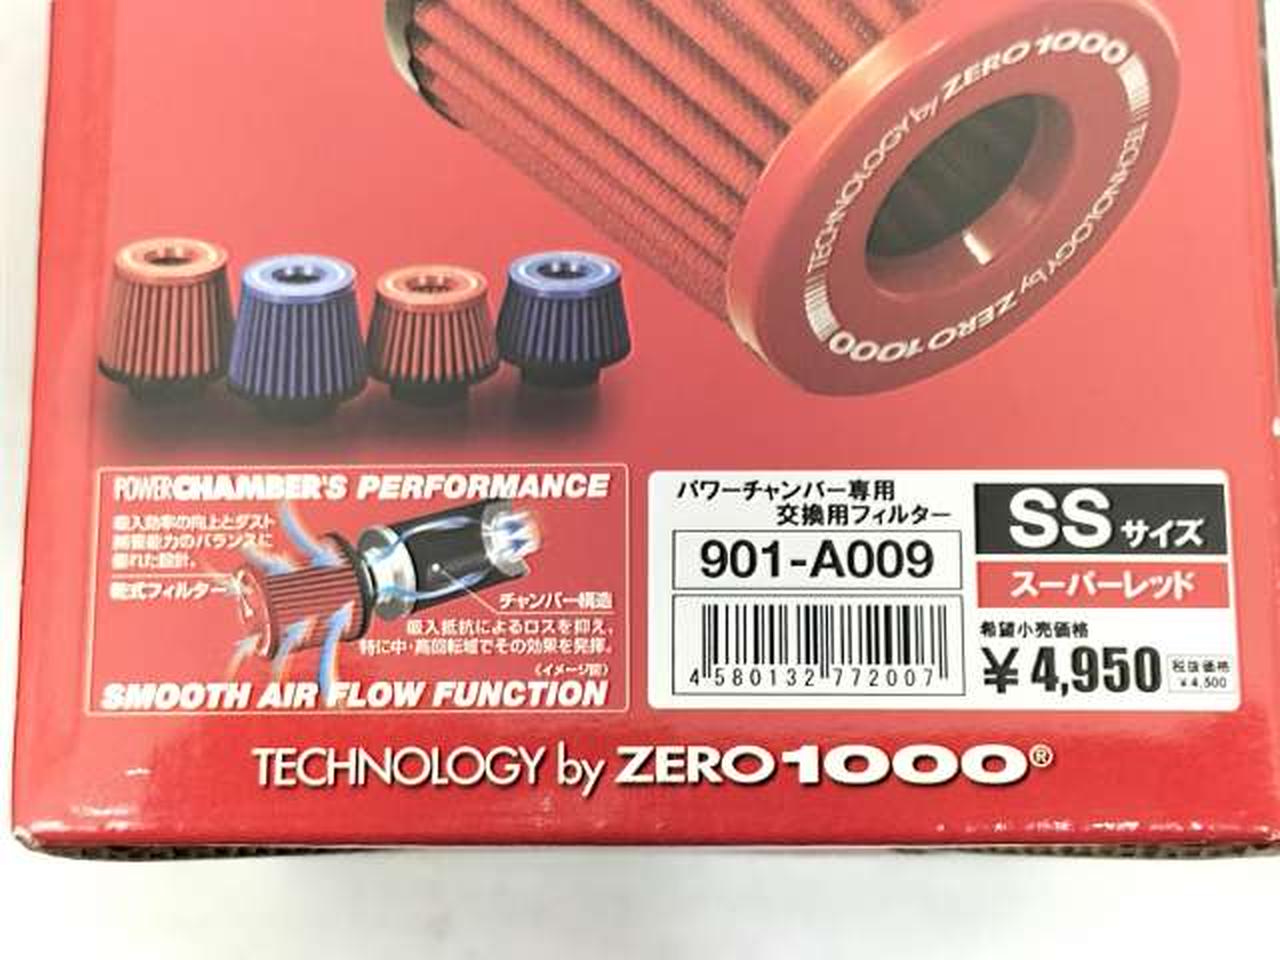 TECHNOLOGY by ZERO1000
TECHNOLOGY by ZERO1000
POWER CHAMBER'S PERFORMANCE
吸入効率の向上とダスト
捕集能力のバランスに
優れた設計。
乾式フィルター
チャンバー構造
吸入抵抗によるロスを抑え、
特に中・高回転域でその効果を発揮。
(イメージ図)
SMOOTH AIR FLOW FUNCTION
パワーチャンバー専用
交換用フィルター
901-A009
4 580132 772007
SSサイズ
スーパーレッド
希望小売価格
¥4,950
税抜価格
¥4,500
TECHNOLOGY by ZERO1000®